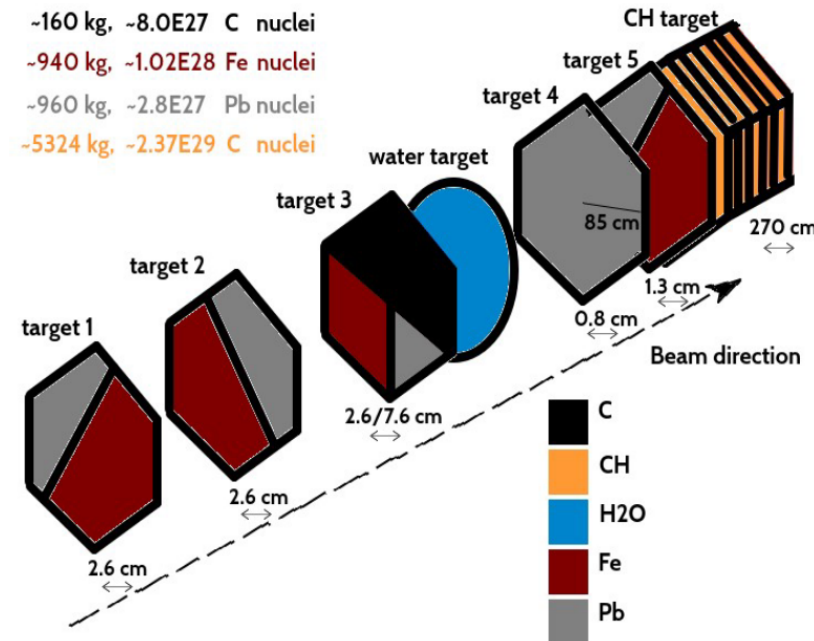 ~160 kg, ~8.0E27 C nuclei
~940 kg, ~1.02E28 Fe nuclei
~960 kg, ~2.8E27 Pb nuclei
~5324 kg, ~2.37E29 C nuclei
CH target
target 5
target 4
water target
target 3
target 2
target 1
85 cm
270 cm
1.3 cm
0.8 cm
Beam direction
2.6/7.6 cm
2.6 cm
2.6 cm
C
CH
H2O
Fe
Pb